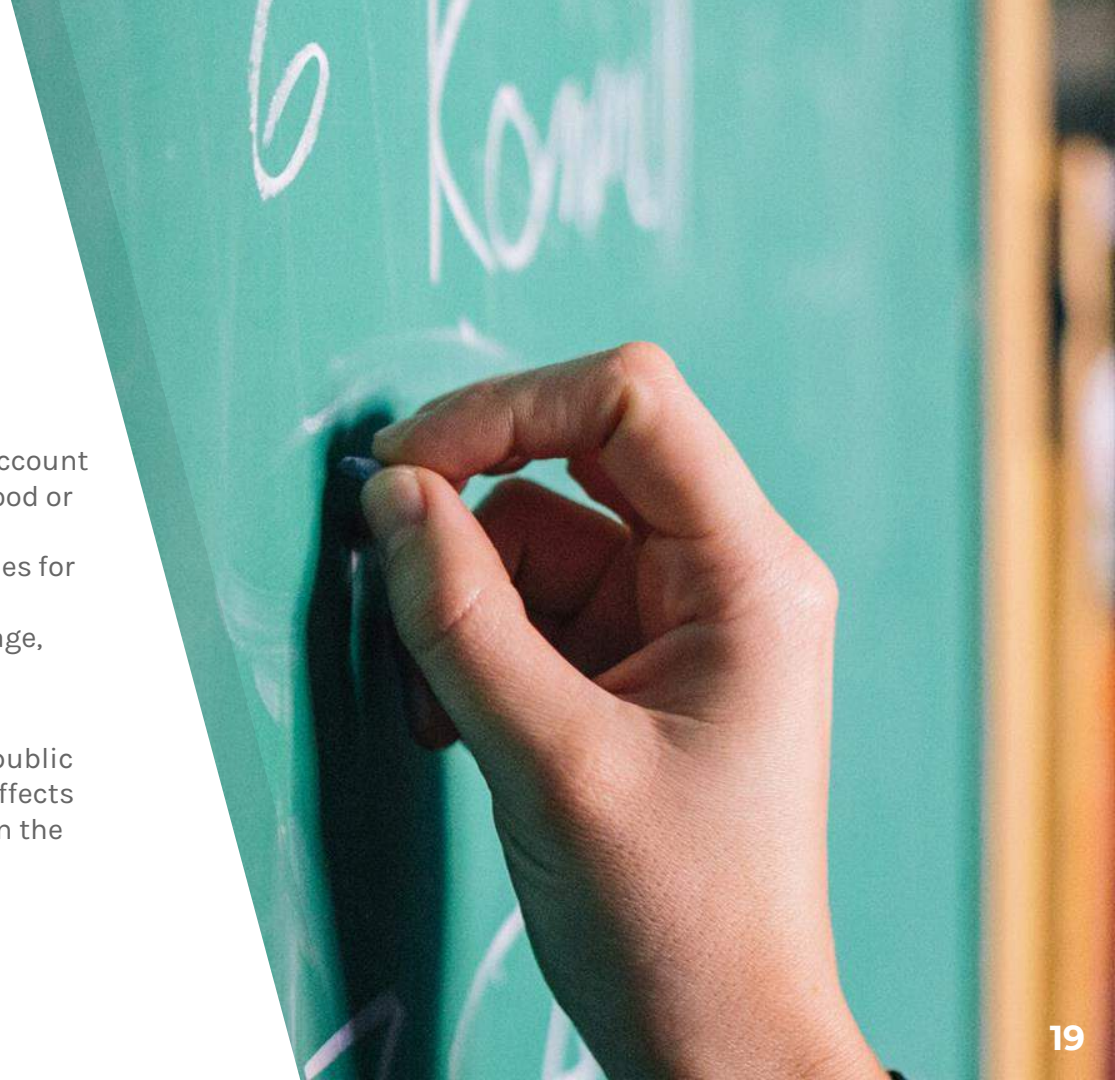 6
ccount
ood or
es for
ge,
public
ffects
n the
19